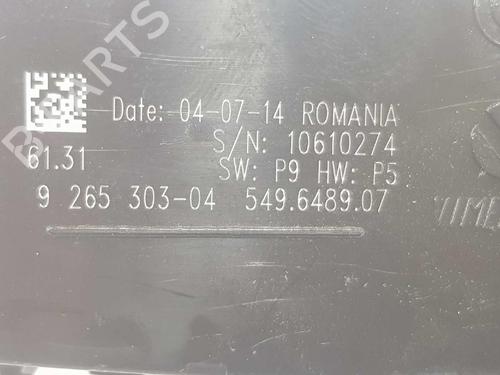 B-PARTS
Date: 04-07-14 ROMANIA
S/N: 10610274
61.31
SW: P9 HW: P5
9 265 303-04 549.6489.07